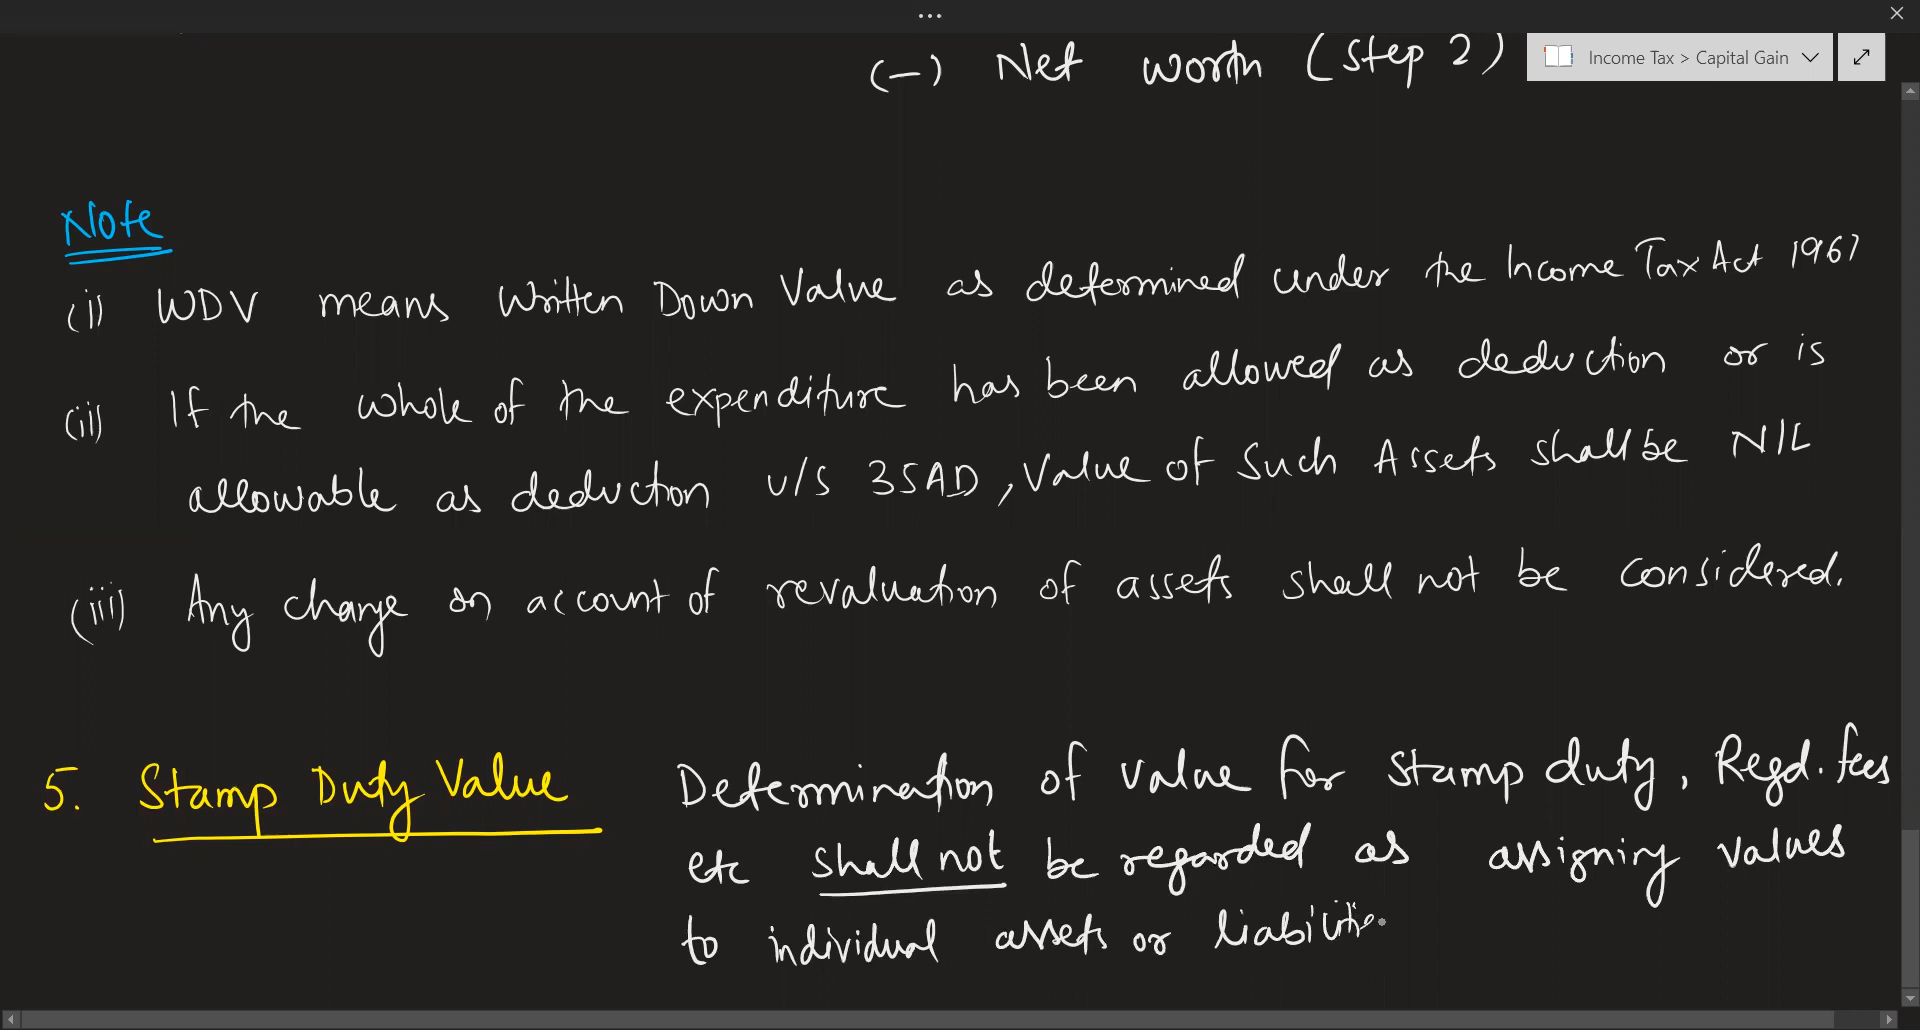 (-) Net worth (Step 2)
Income Tax > Capital Gain
Note
(i) WDV means Written Down Value as determined under the Income Tax Act 1961
(ii) If the whole of the expenditure has been allowed as deduction or is
allowable as deduction u/s 35AD, Value of Such Assets shall be NIL
(iii) Any change on account of revaluation of assets shall not be considered.
5. Stamp Duty Value Determination of value for stamp duty, Regd. fees
etc shall not be regarded as assigning values
to individual assets or liabilities